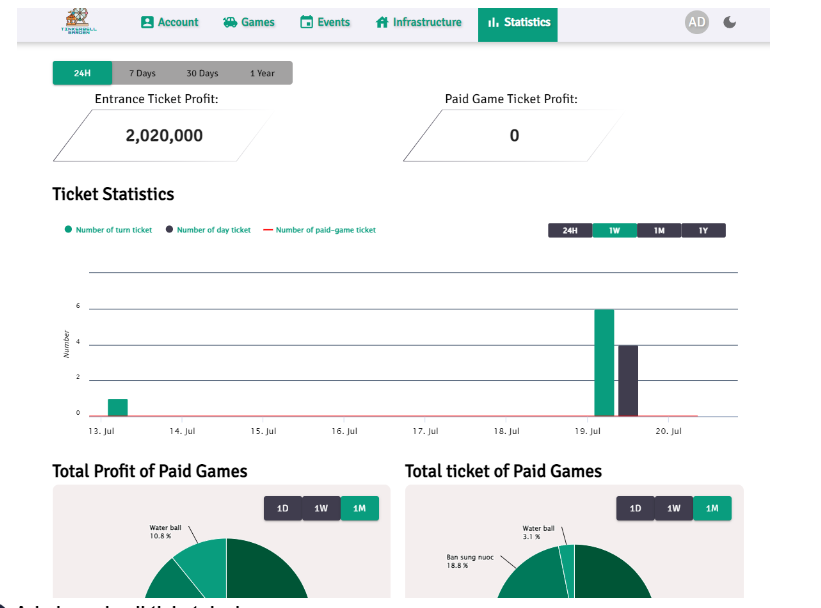 TINKERBELL
GARDEN
Account
Games
Events
Infrastructure
Statistics
AD
24H
7 Days
30 Days
1 Year
Entrance Ticket Profit:
Paid Game Ticket Profit:
2,020,000
0
Ticket Statistics
Number of turn ticket
Number of day ticket
Number of paid-game ticket
24H
1W
1M
1Y
Number
6
4
2
0
13. Jul
14. Jul
15. Jul
16. Jul
17. Jul
18. Jul
19. Jul
20. Jul
Total Profit of Paid Games
Total ticket of Paid Games
1D
1W
1M
1D
1W
1M
Water ball
10.8 %
Water ball
3.1 %
Ban sung nuoc
18.8 %